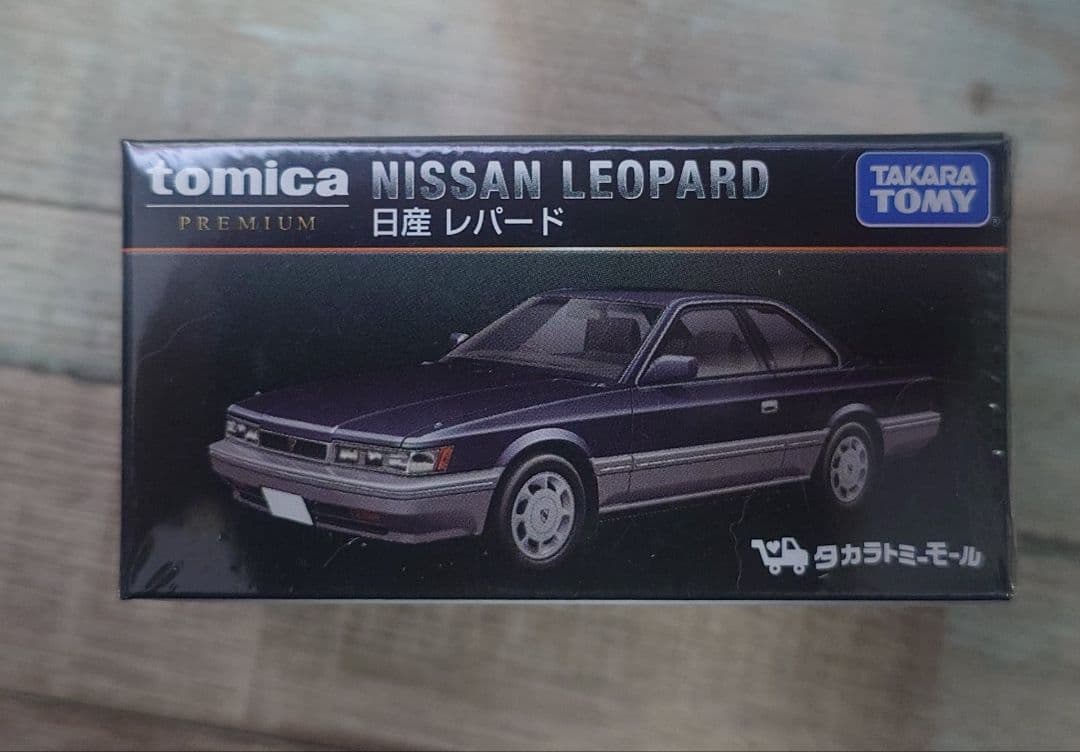 tomica
PREMIUM
NISSAN LEOPARD
日産 レパード
TAKARA
TOMY
®
タカラトミーモール